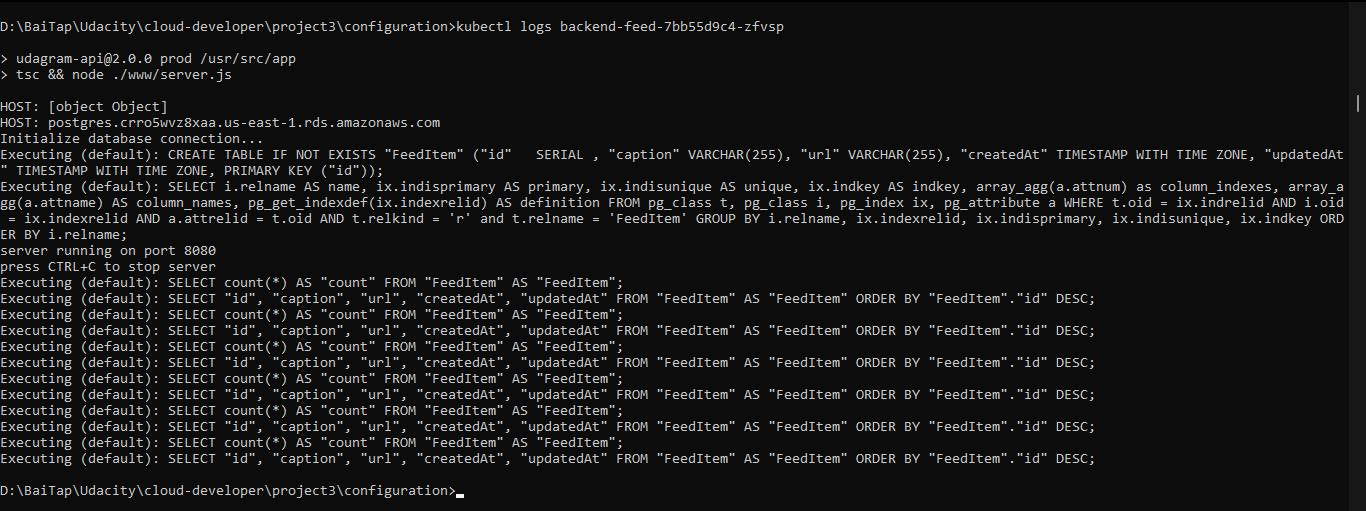 D:\BaiTap\Udacity\cloud-developer\project3\configuration>kubectl logs backend-feed-7bb55d9c4-zfvsp
> udagram-api@2.0.0 prod /usr/src/app
> tsc && node ./www/server.js
HOST: [object Object]
HOST: postgres.crro5wvz8xaa.us-east-1.rds.amazonaws.com
Initialize database connection...
Executing (default): CREATE TABLE IF NOT EXISTS "FeedItem" ("id"   SERIAL , "caption" VARCHAR(255), "url" VARCHAR(255), "createdAt" TIMESTAMP WITH TIME ZONE, "updatedAt
" TIMESTAMP WITH TIME ZONE, PRIMARY KEY ("id"));
Executing (default): SELECT i.relname AS name, ix.indisprimary AS primary, ix.indisunique AS unique, ix.indkey AS indkey, array_agg(a.attnum) as column_indexes, array_a
gg(a.attname) AS column_names, pg_get_indexdef(ix.indexrelid) AS definition FROM pg_class t, pg_class i, pg_index ix, pg_attribute a WHERE t.oid = ix.indrelid AND i.oid
 = ix.indexrelid AND a.attrelid = t.oid AND t.relkind = 'r' and t.relname = 'FeedItem' GROUP BY i.relname, ix.indexrelid, ix.indisprimary, ix.indisunique, ix.indkey ORD
ER BY i.relname;
server running on port 8080
press CTRL+C to stop server
Executing (default): SELECT count(*) AS "count" FROM "FeedItem" AS "FeedItem";
Executing (default): SELECT "id", "caption", "url", "createdAt", "updatedAt" FROM "FeedItem" AS "FeedItem" ORDER BY "FeedItem"."id" DESC;
Executing (default): SELECT count(*) AS "count" FROM "FeedItem" AS "FeedItem";
Executing (default): SELECT "id", "caption", "url", "createdAt", "updatedAt" FROM "FeedItem" AS "FeedItem" ORDER BY "FeedItem"."id" DESC;
Executing (default): SELECT count(*) AS "count" FROM "FeedItem" AS "FeedItem";
Executing (default): SELECT "id", "caption", "url", "createdAt", "updatedAt" FROM "FeedItem" AS "FeedItem" ORDER BY "FeedItem"."id" DESC;
Executing (default): SELECT count(*) AS "count" FROM "FeedItem" AS "FeedItem";
Executing (default): SELECT "id", "caption", "url", "createdAt", "updatedAt" FROM "FeedItem" AS "FeedItem" ORDER BY "FeedItem"."id" DESC;
Executing (default): SELECT count(*) AS "count" FROM "FeedItem" AS "FeedItem";
Executing (default): SELECT "id", "caption", "url", "createdAt", "updatedAt" FROM "FeedItem" AS "FeedItem" ORDER BY "FeedItem"."id" DESC;
Executing (default): SELECT count(*) AS "count" FROM "FeedItem" AS "FeedItem";
Executing (default): SELECT "id", "caption", "url", "createdAt", "updatedAt" FROM "FeedItem" AS "FeedItem" ORDER BY "FeedItem"."id" DESC;
D:\BaiTap\Udacity\cloud-developer\project3\configuration>